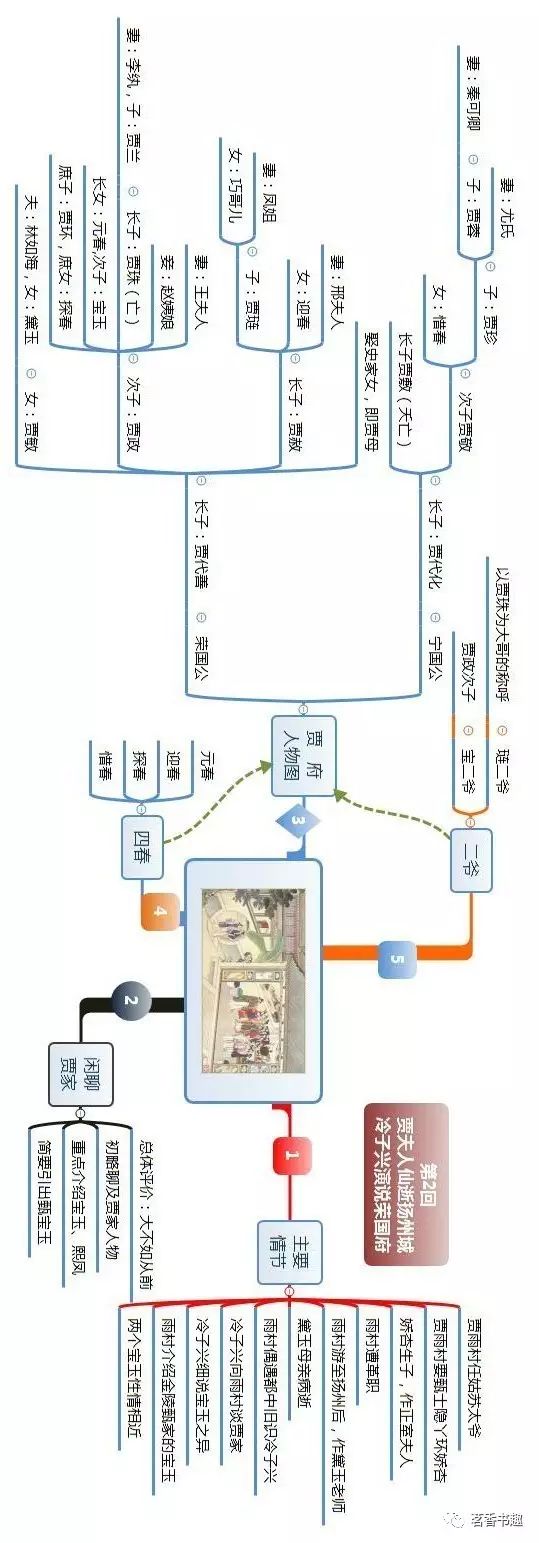 第2回
贾夫人仙逝扬州城
冷子兴演说荣国府
1
主要
情节
贾雨村任姑苏太爷
贾雨村要甄士隐丫环娇杏
娇杏生子，作正室夫人
雨村遭革职
雨村游至扬州后，作黛玉老师
黛玉母亲病逝
雨村偶遇都中旧识冷子兴
冷子兴向雨村谈贾家
冷子兴细说宝玉之异
雨村介绍金陵甄家的宝玉
两个宝玉性情相近
2
闲聊
贾家
总体评价：大不如从前
初略聊及贾家人物
重点介绍宝玉、熙凤
简要引出甄宝玉
3
贾 府
人物图
宁国公
长子：贾代化
长子贾敷（夭亡）
次子贾敬
子：贾珍
妻：尤氏
子：贾蓉
妻：秦可卿
女：惜春
荣国公
长子：贾代善
娶史家女，即贾母
长子：贾赦
妻：邢夫人
女：迎春
子：贾琏
妻：凤姐
女：巧哥儿
次子：贾政
妻：王夫人
妾：赵姨娘
长子：贾珠（亡）
妻：李纨，子：贾兰
长女：元春,次子：宝玉
庶子：贾环，庶女：探春
女：贾敏
夫：林如海，女：黛玉
4
四春
元春
迎春
探春
惜春
5
二爷
琏二爷
以贾珠为大哥的称呼
宝二爷
贾政次子
茗香书趣